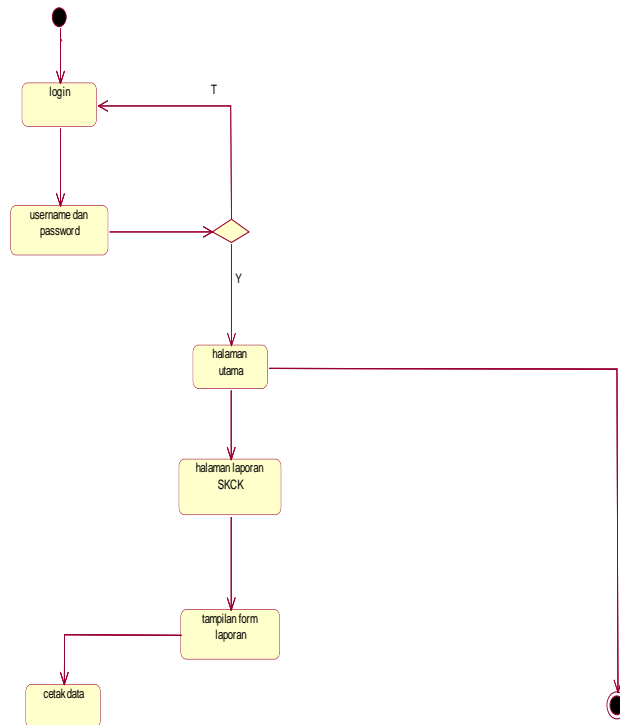 login
T
username dan
password
Y
halaman
utama
halaman laporan
SKCK
tampilan form
laporan
cetak data